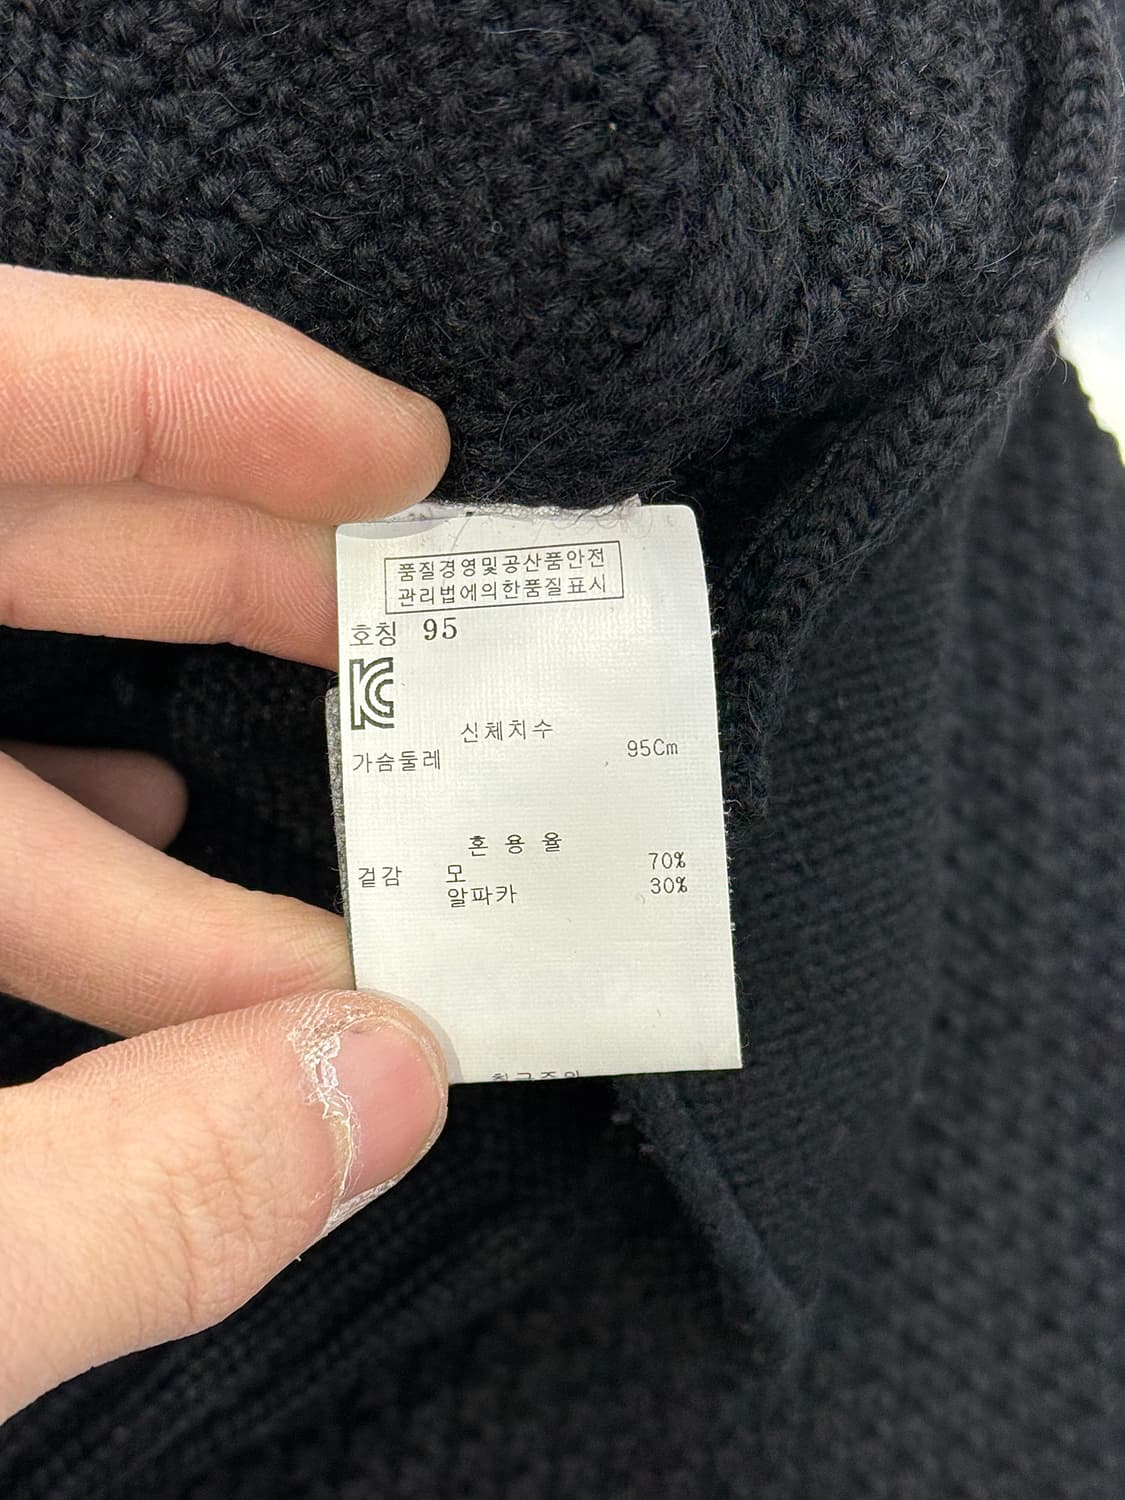 품질경영및공산품안전
관리법에의한품질표시
호칭 95
신체치수
가슴둘레 95Cm
혼 용 율
겉감 모 70%
알파카 30%